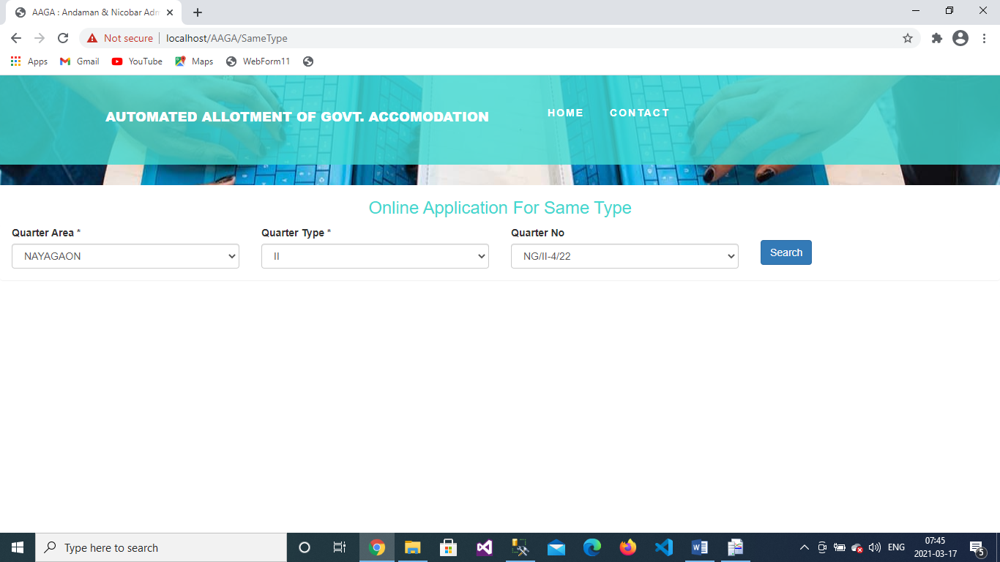 AAGA : Andaman & Nicobar Adm
Not secure
localhost/AAGA/SameType
Apps
Gmail
YouTube
Maps
WebForm11
AUTOMATED ALLOTMENT OF GOVT. ACCOMODATION
HOME
CONTACT
Online Application For Same Type
Quarter Area *
Quarter Type *
Quarter No
NAYAGAON
II
NG/II-4/22
Search
Type here to search
ENG
07:45
2021-03-17
5